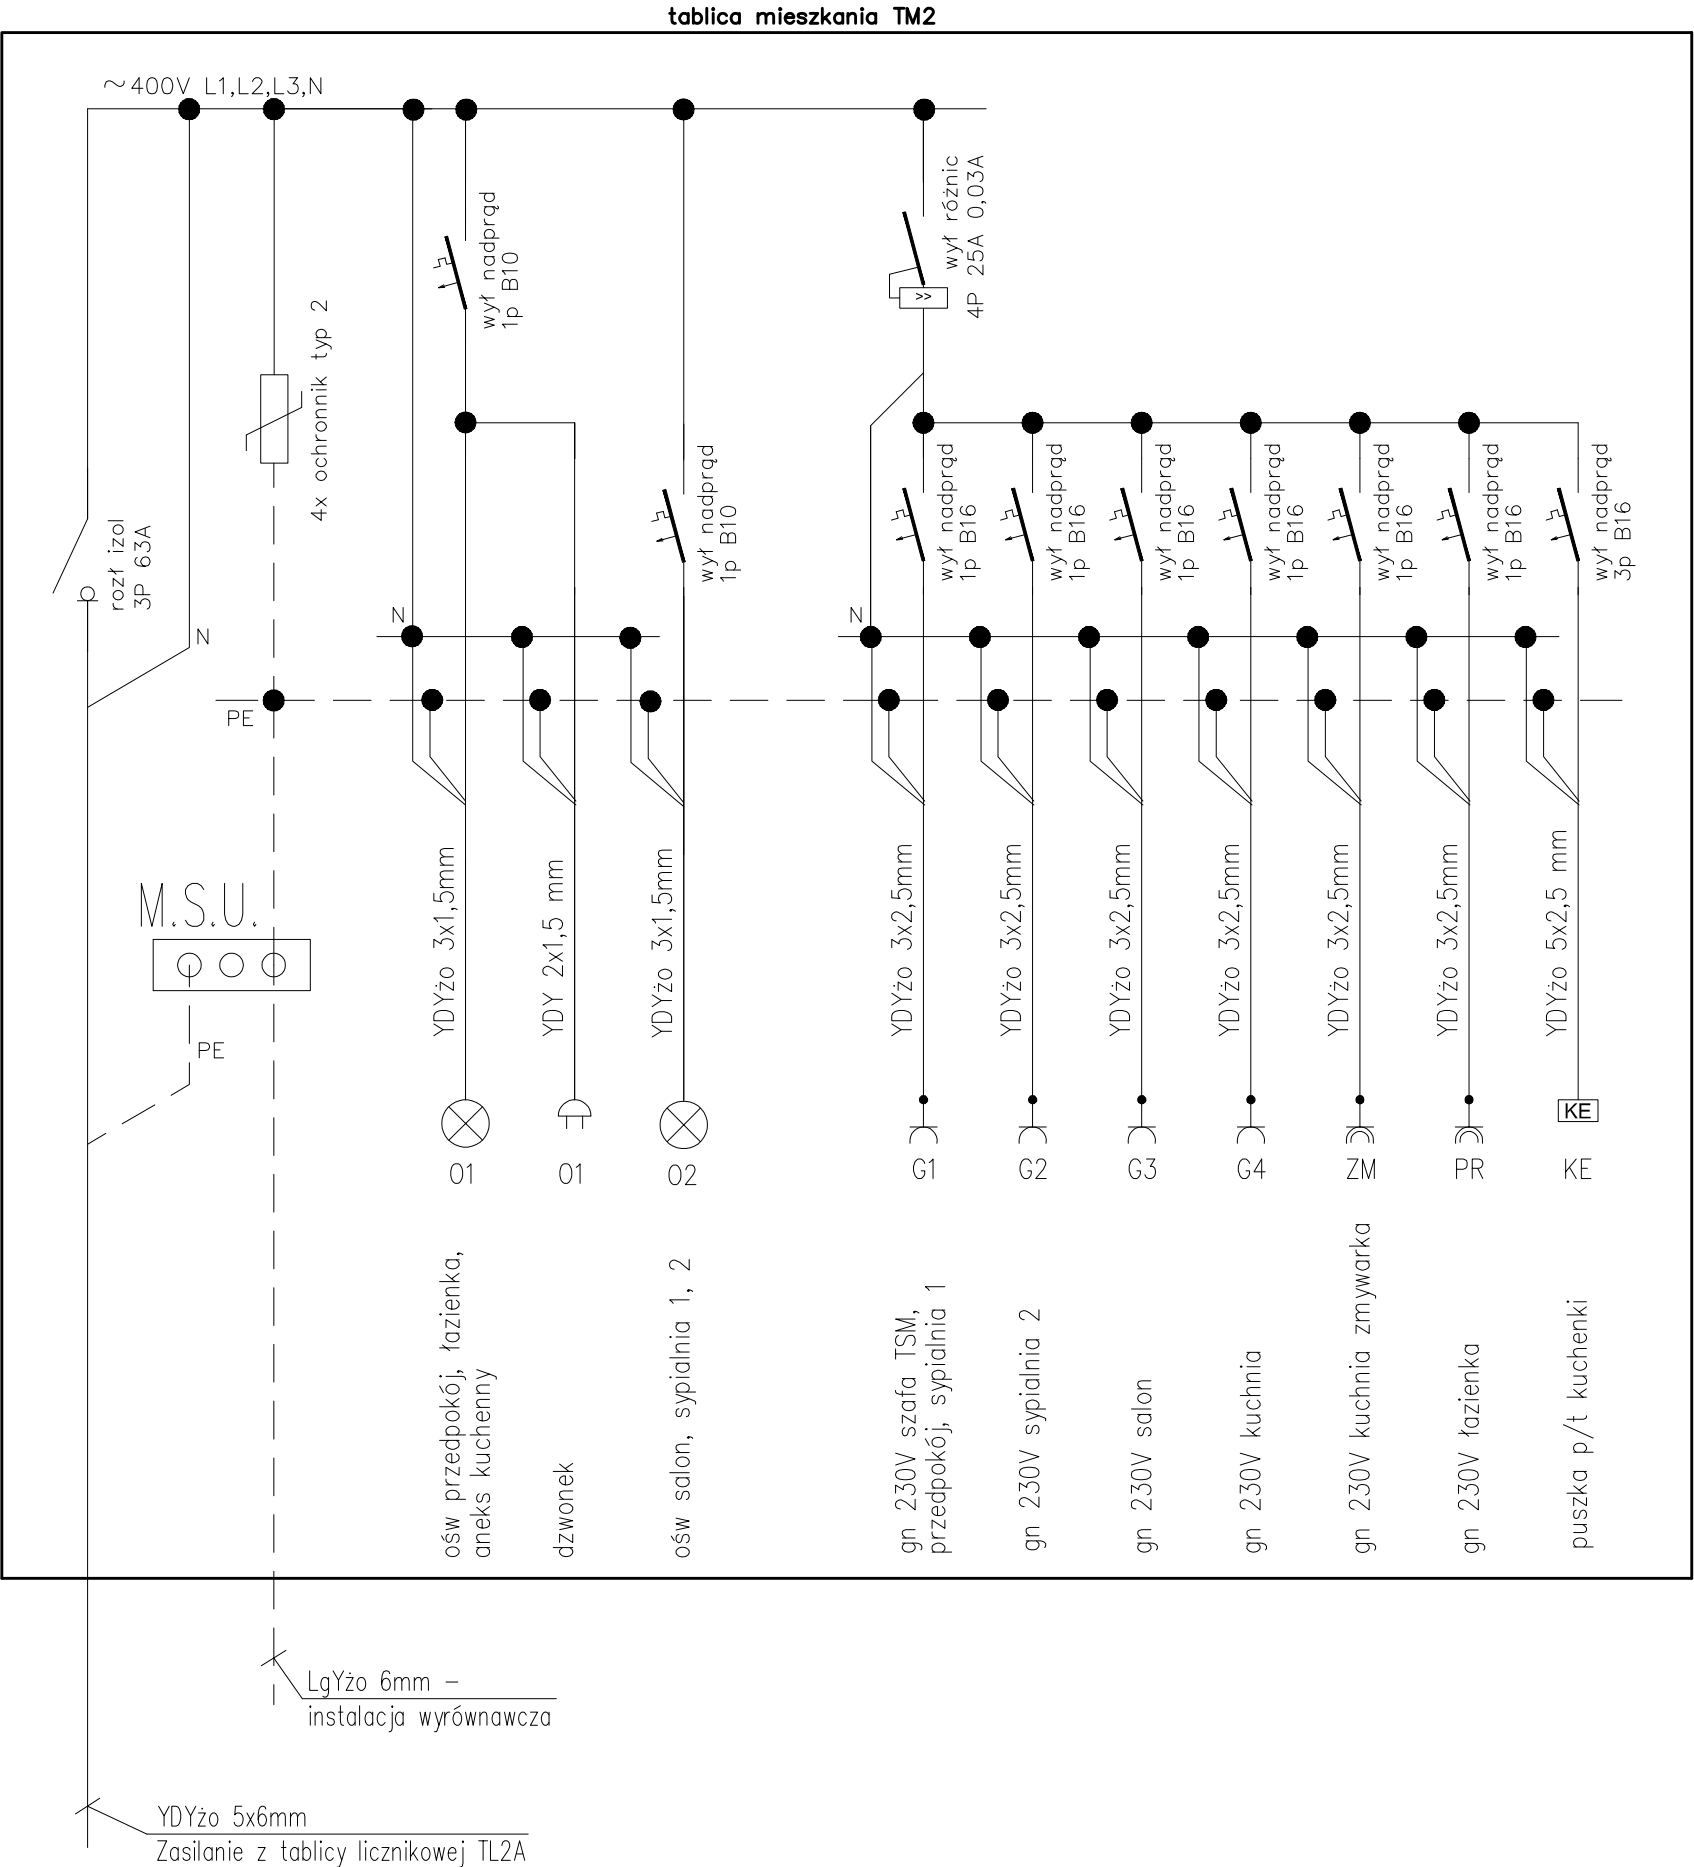 tablica mieszkania TM2
~400V L1,L2,L3,N
rozł izol
3P 63A
N
4x ochronnik typ 2
wył nadprąd
1p B10
wył nadprąd
1p B10
wył różnic
4P 25A 0,03A
>>
wył nadprąd
1p B16
wył nadprąd
1p B16
wył nadprąd
1p B16
wył nadprąd
1p B16
wył nadprąd
1p B16
wył nadprąd
1p B16
wył nadprąd
3p B16
N
N
PE
M.S.U.
PE
YDYżo 3x1,5mm
YDY 2x1,5 mm
YDYżo 3x1,5mm
YDYżo 3x2,5mm
YDYżo 3x2,5mm
YDYżo 3x2,5mm
YDYżo 3x2,5mm
YDYżo 3x2,5mm
YDYżo 3x2,5mm
YDYżo 5x2,5 mm
KE
O1
O1
O2
G1
G2
G3
G4
ZM
PR
KE
ośw przedpokój, łazienka,
aneks kuchenny
dzwonek
ośw salon, sypialnia 1, 2
gn 230V szafa TSM,
przedpokój, sypialnia 1
gn 230V sypialnia 2
gn 230V salon
gn 230V kuchnia
gn 230V kuchnia zmywarka
gn 230V łazienka
puszka p/t kuchenki
LgYżo 6mm –
instalacja wyrównawcza
YDYżo 5x6mm
Zasilanie z tablicy licznikowej TL2A